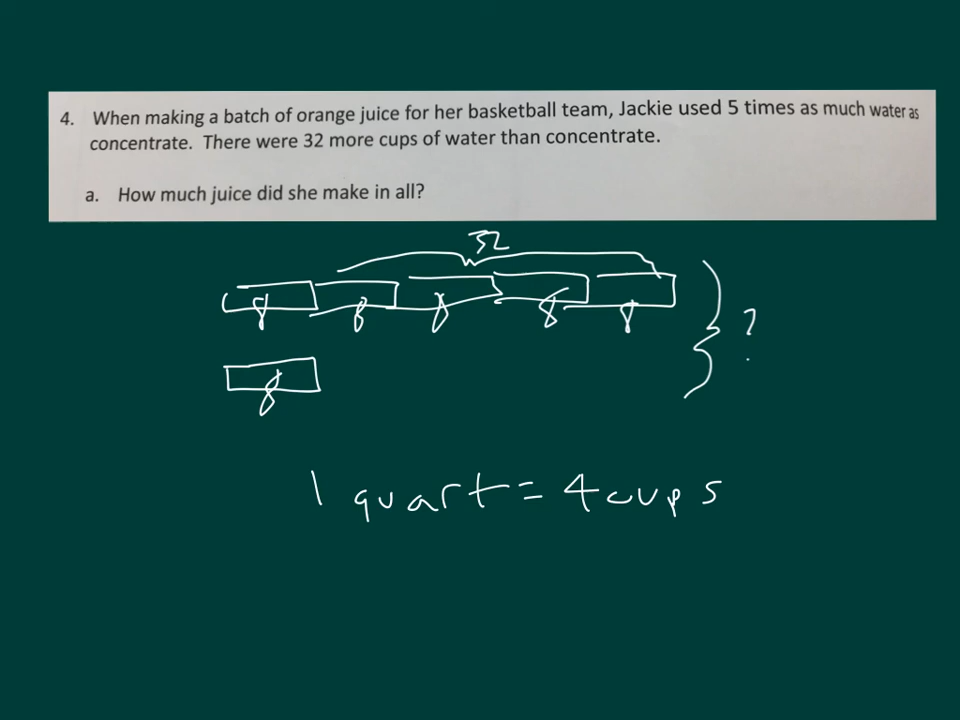 4. When making a batch of orange juice for her basketball team, Jackie used 5 times as much water as
concentrate. There were 32 more cups of water than concentrate.
a. How much juice did she make in all?
32
8 8 8 8 8
?
8
1 quart = 4 cups